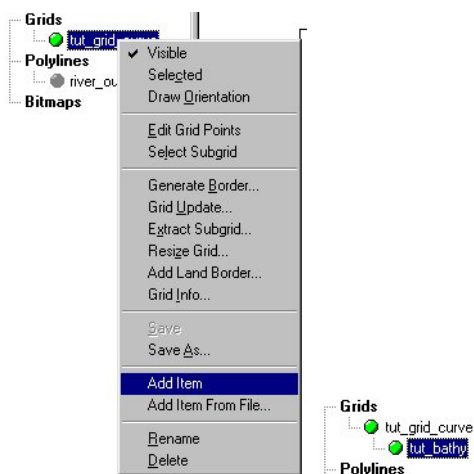 Grids
tut_grid_curve
Polylines
river_ou
Bitmaps
Visible
Selected
Draw Orientation
Edit Grid Points
Select Subgrid
Generate Border...
Grid Update...
Extract Subgrid...
Resize Grid...
Add Land Border...
Grid Info...
Save
Save As...
Add Item
Add Item From File...
Rename
Delete
Grids
tut_grid_curve
tut_bathy
Polylines